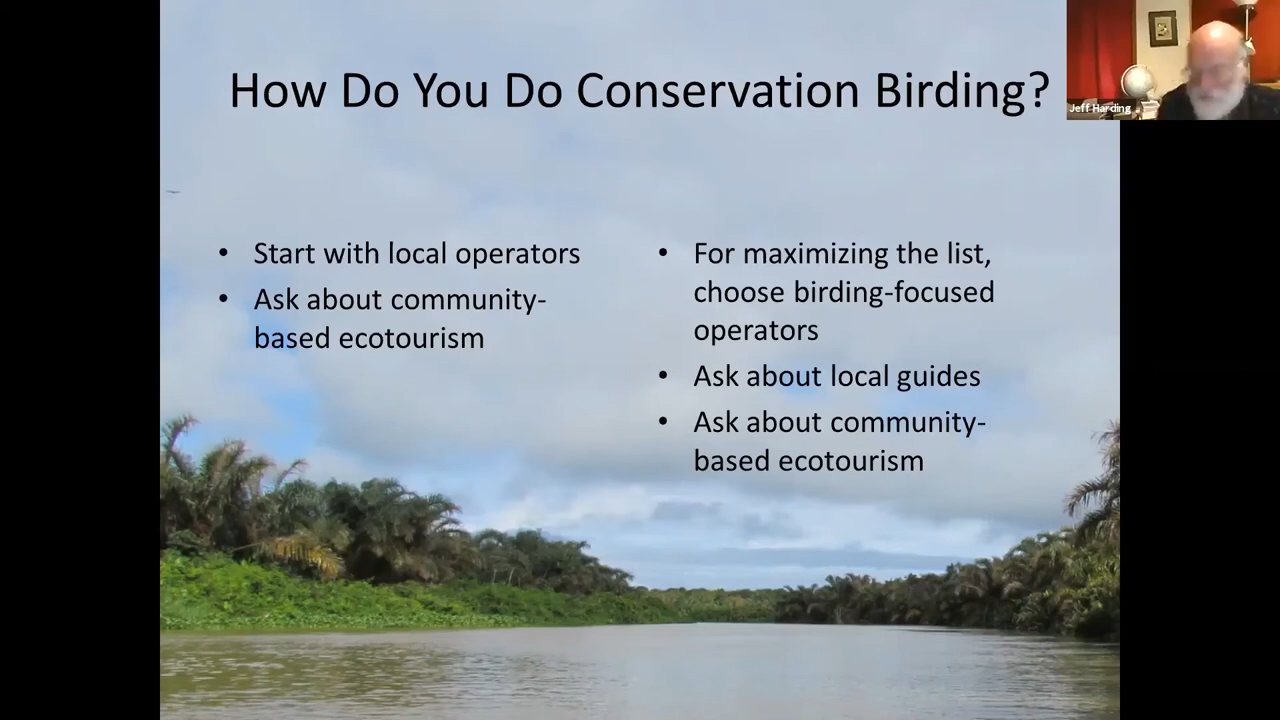 How Do You Do Conservation Birding?
Jeff Harding
• Start with local operators
• Ask about community-
based ecotourism
• For maximizing the list,
choose birding-focused
operators
• Ask about local guides
• Ask about community-
based ecotourism